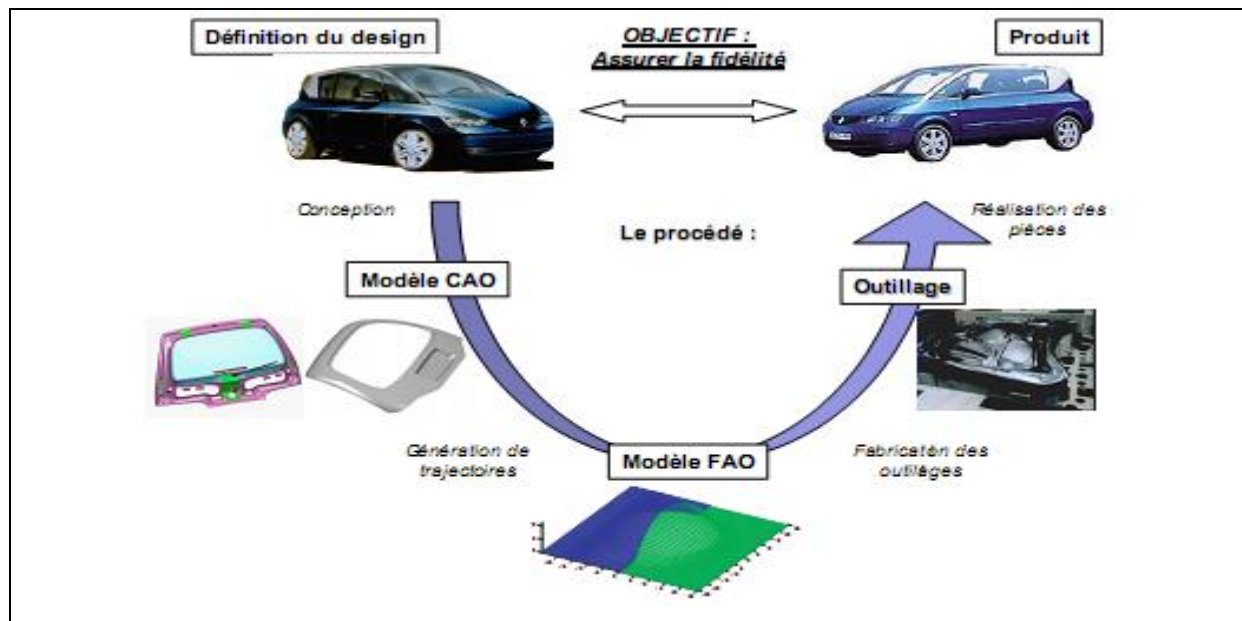 Définition du design
OBJECTIF :
Assurer la fidélité
Produit
Conception
Le procédé :
Réalisation des
pièces
Modèle CAO
Outillage
Génération de
trajectoires
Modèle FAO
Fabrication des
outillages